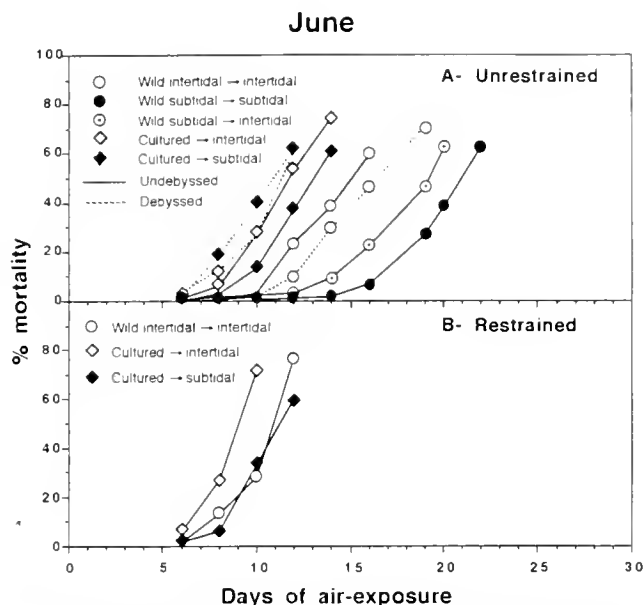 June
100
80
60
40
20
0
A- Unrestrained
Wild intertidal → intertidal
Wild subtidal → subtidal
Wild subtidal → intertidal
Cultured → intertidal
Cultured → subtidal
Undebyssed
Debyssed
% mortality
B- Restrained
Wild intertidal → intertidal
Cultured → intertidal
Cultured → subtidal
80
60
40
20
0
0 5 10 15 20 25 30
Days of air-exposure